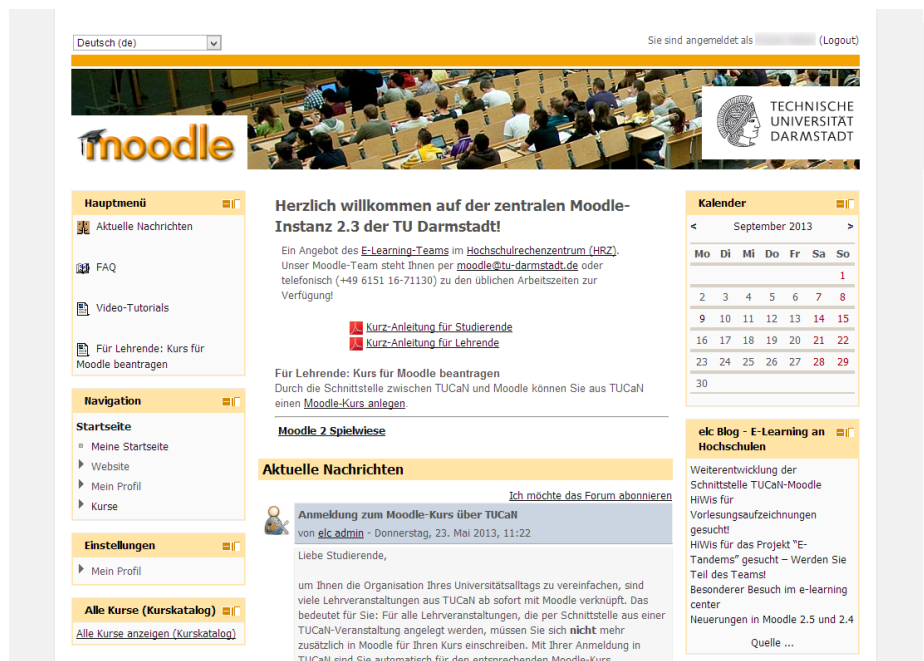 Deutsch (de)
Sie sind angemeldet als (Logout)
moodle
TECHNISCHE
UNIVERSITÄT
DARMSTADT
Hauptmenü
Aktuelle Nachrichten
FAQ
Video-Tutorials
Für Lehrende: Kurs für
Moodle beantragen
Navigation
Startseite
Meine Startseite
Website
Mein Profil
Kurse
Einstellungen
Mein Profil
Alle Kurse (Kurskatalog)
Alle Kurse anzeigen (Kurskatalog)
Herzlich willkommen auf der zentralen Moodle-
Instanz 2.3 der TU Darmstadt!
Ein Angebot des E-Learning-Teams im Hochschulrechenzentrum (HRZ).
Unser Moodle-Team steht Ihnen per moodle@tu-darmstadt.de oder
telefonisch (+49 6151 16-71130) zu den üblichen Arbeitszeiten zur
Verfügung!
Kurz-Anleitung für Studierende
Kurz-Anleitung für Lehrende
Für Lehrende: Kurs für Moodle beantragen
Durch die Schnittstelle zwischen TUCaN und Moodle können Sie aus TUCaN
einen Moodle-Kurs anlegen.
Moodle 2 Spielwiese
Aktuelle Nachrichten
Ich möchte das Forum abonnieren
Anmeldung zum Moodle-Kurs über TUCaN
von elc admin - Donnerstag, 23. Mai 2013, 11:22
Liebe Studierende,
um Ihnen die Organisation Ihres Universitätsalltags zu vereinfachen, sind
viele Lehrveranstaltungen aus TUCaN ab sofort mit Moodle verknüpft. Das
bedeutet für Sie: Für alle Lehrveranstaltungen, die per Schnittstelle aus einer
TUCaN-Veranstaltung angelegt werden, müssen Sie sich nicht mehr
zusätzlich in Moodle für Ihren Kurs einschreiben. Mit Ihrer Anmeldung in
TUCaN sind Sie automatisch für den entsprechenden Moodle-Kurs
Kalender
< September 2013 >
Mo Di Mi Do Fr Sa So
1
2 3 4 5 6 7 8
9 10 11 12 13 14 15
16 17 18 19 20 21 22
23 24 25 26 27 28 29
30
elc Blog - E-Learning an
Hochschulen
Weiterentwicklung der
Schnittstelle TUCaN-Moodle
HiWis für
Vorlesungsaufzeichnungen
gesucht!
HiWis für das Projekt “E-
Tandems” gesucht – Werden Sie
Teil des Teams!
Besonderer Besuch im e-learning
center
Neuerungen in Moodle 2.5 und 2.4
Quelle ...